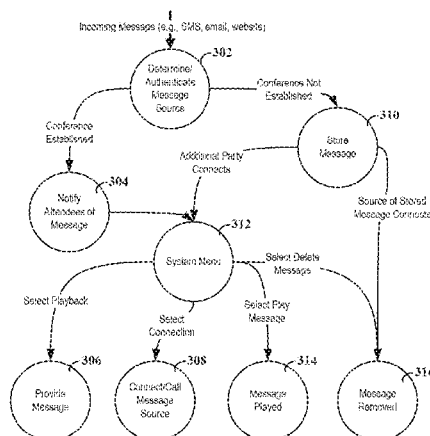 Incoming Message (e.g., SMS, email, website)
302
Determine/
Authenticate
Message
Source
Conference Not
Established
310
Store
Message
Conference
Established
Additional Party
Connects
304
Notify
Attendees of
Message
Source of Stored
Message Connects
312
System Menu
Select Delete
Message
Select Playback
Select
Connection
Select Play
Message
306
Provide
Message
308
Connect/Call
Message
Source
314
Message
Played
316
Message
Removed